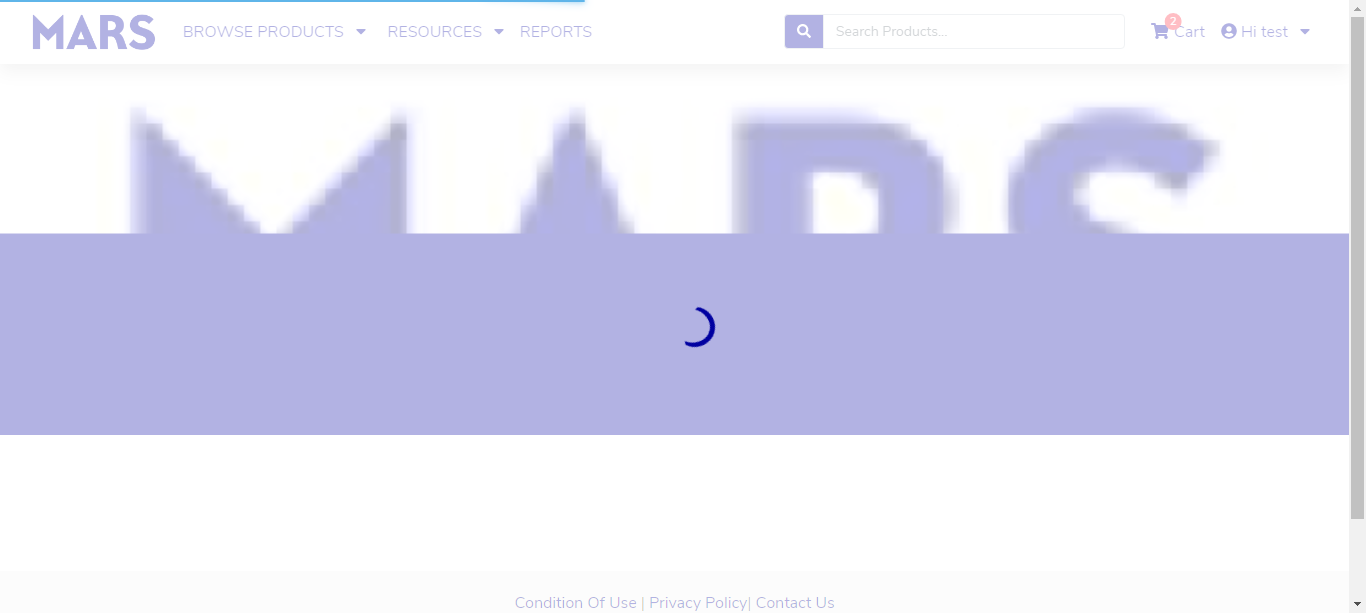 MARS BROWSE PRODUCTS RESOURCES REPORTS Search Products... 2 Cart Hi test
MARS
Condition Of Use | Privacy Policy| Contact Us